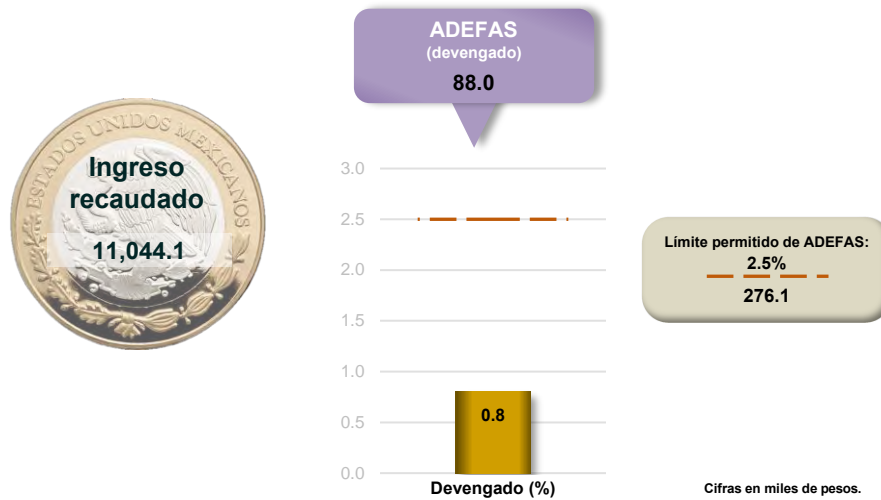 ADEFAS
(devengado)
88.0
ESTADOS UNIDOS MEXICANOS
Ingreso
recaudado
11,044.1
3.0
2.5
2.0
1.5
1.0
0.5
0.0
0.8
Devengado (%)
Límite permitido de ADEFAS:
2.5%
276.1
Cifras en miles de pesos.